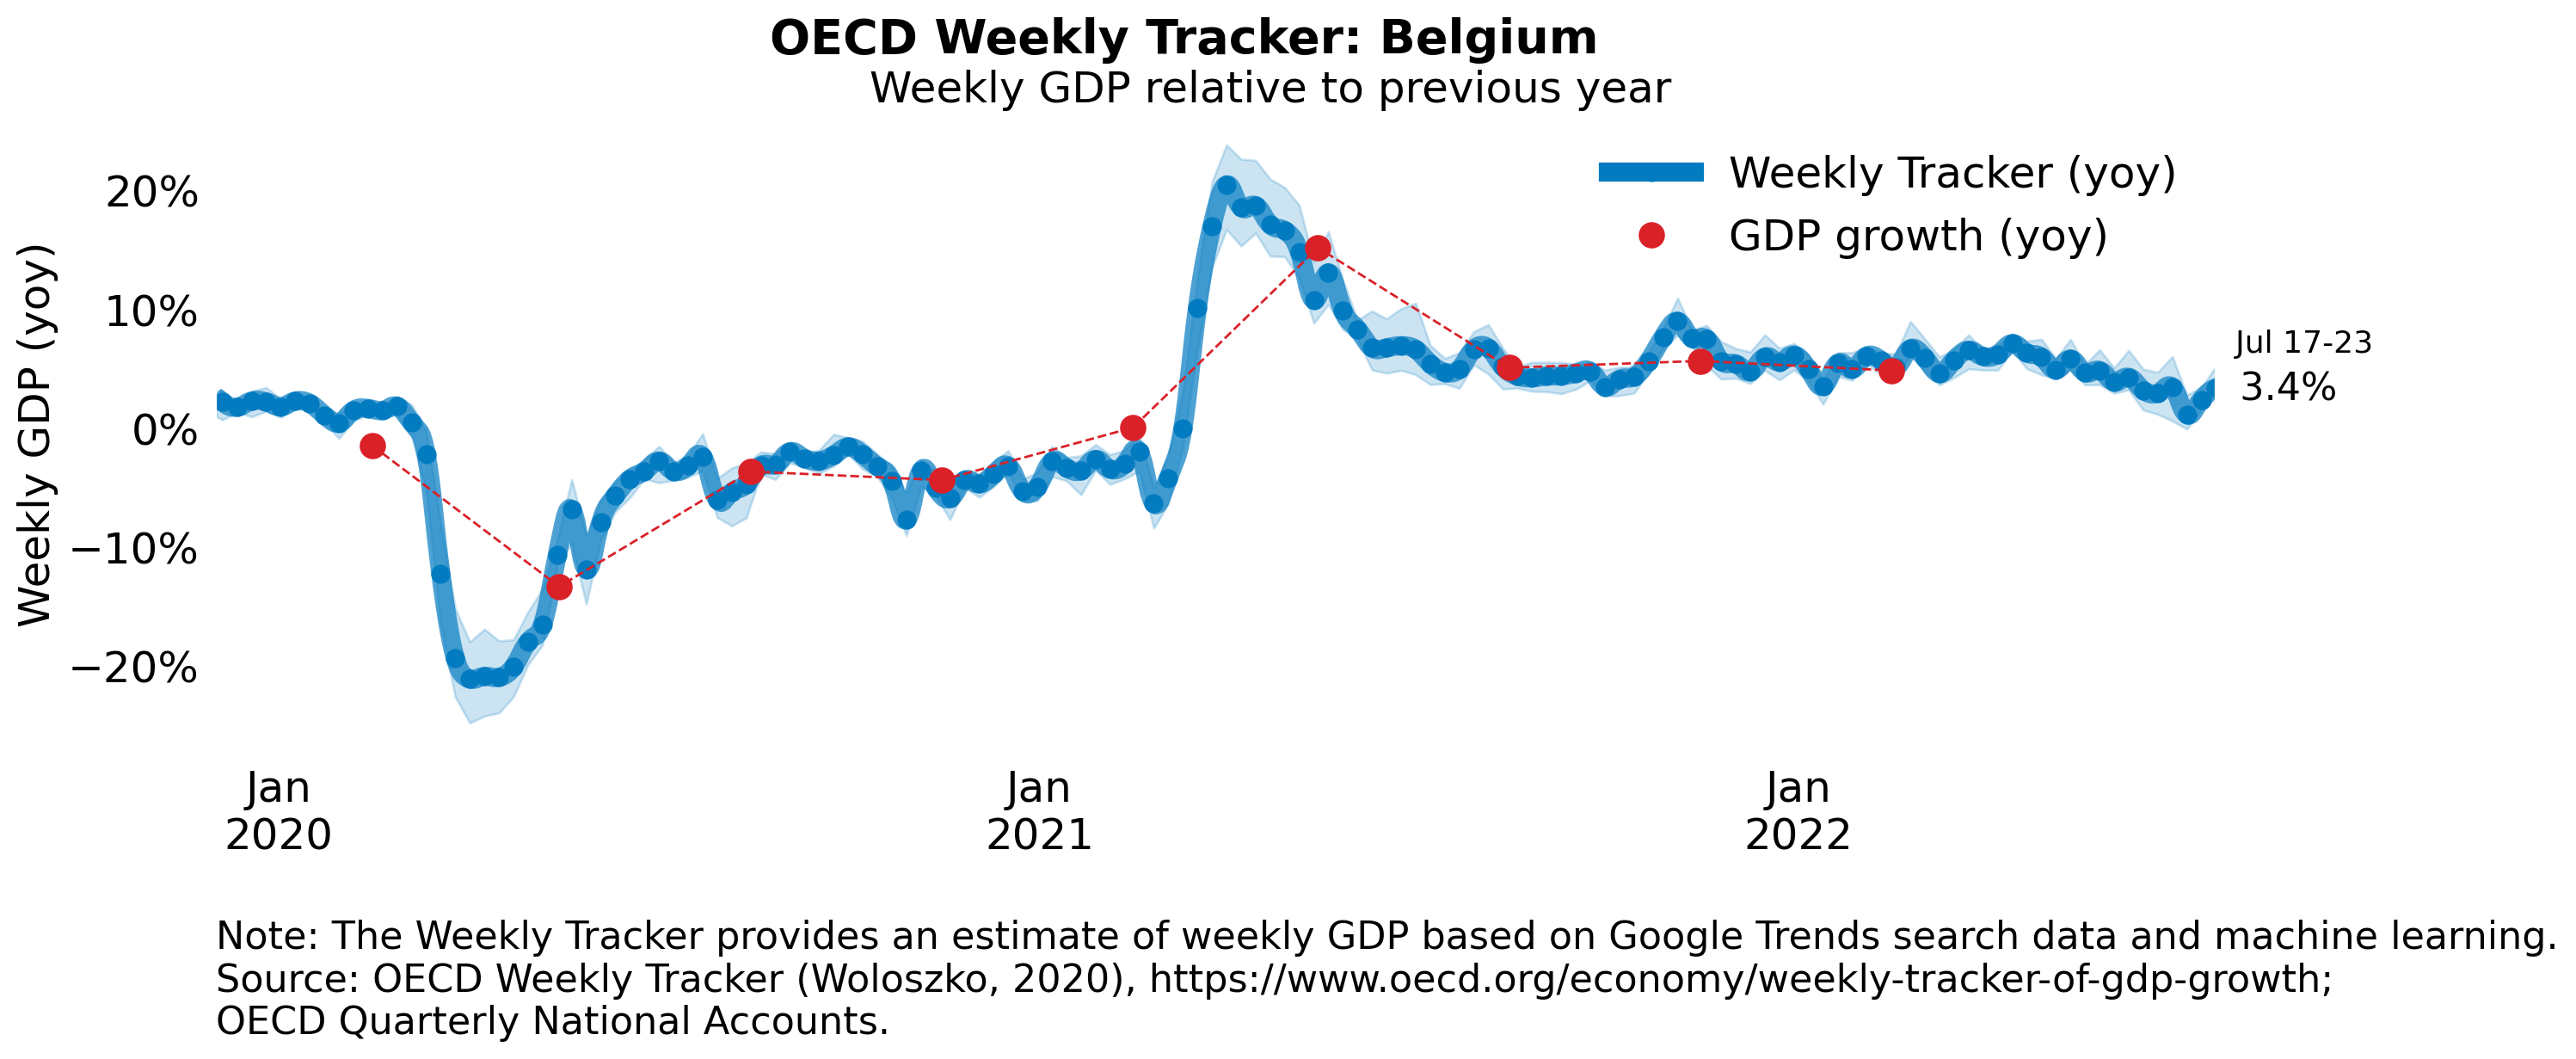 OECD Weekly Tracker: Belgium
Weekly GDP relative to previous year
Weekly Tracker (yoy)
GDP growth (yoy)
Weekly GDP (yoy)
20%
10%
0%
−10%
−20%
Jul 17-23
3.4%
Jan
2020
Jan
2021
Jan
2022
Note: The Weekly Tracker provides an estimate of weekly GDP based on Google Trends search data and machine learning.
Source: OECD Weekly Tracker (Woloszko, 2020), https://www.oecd.org/economy/weekly-tracker-of-gdp-growth;
OECD Quarterly National Accounts.